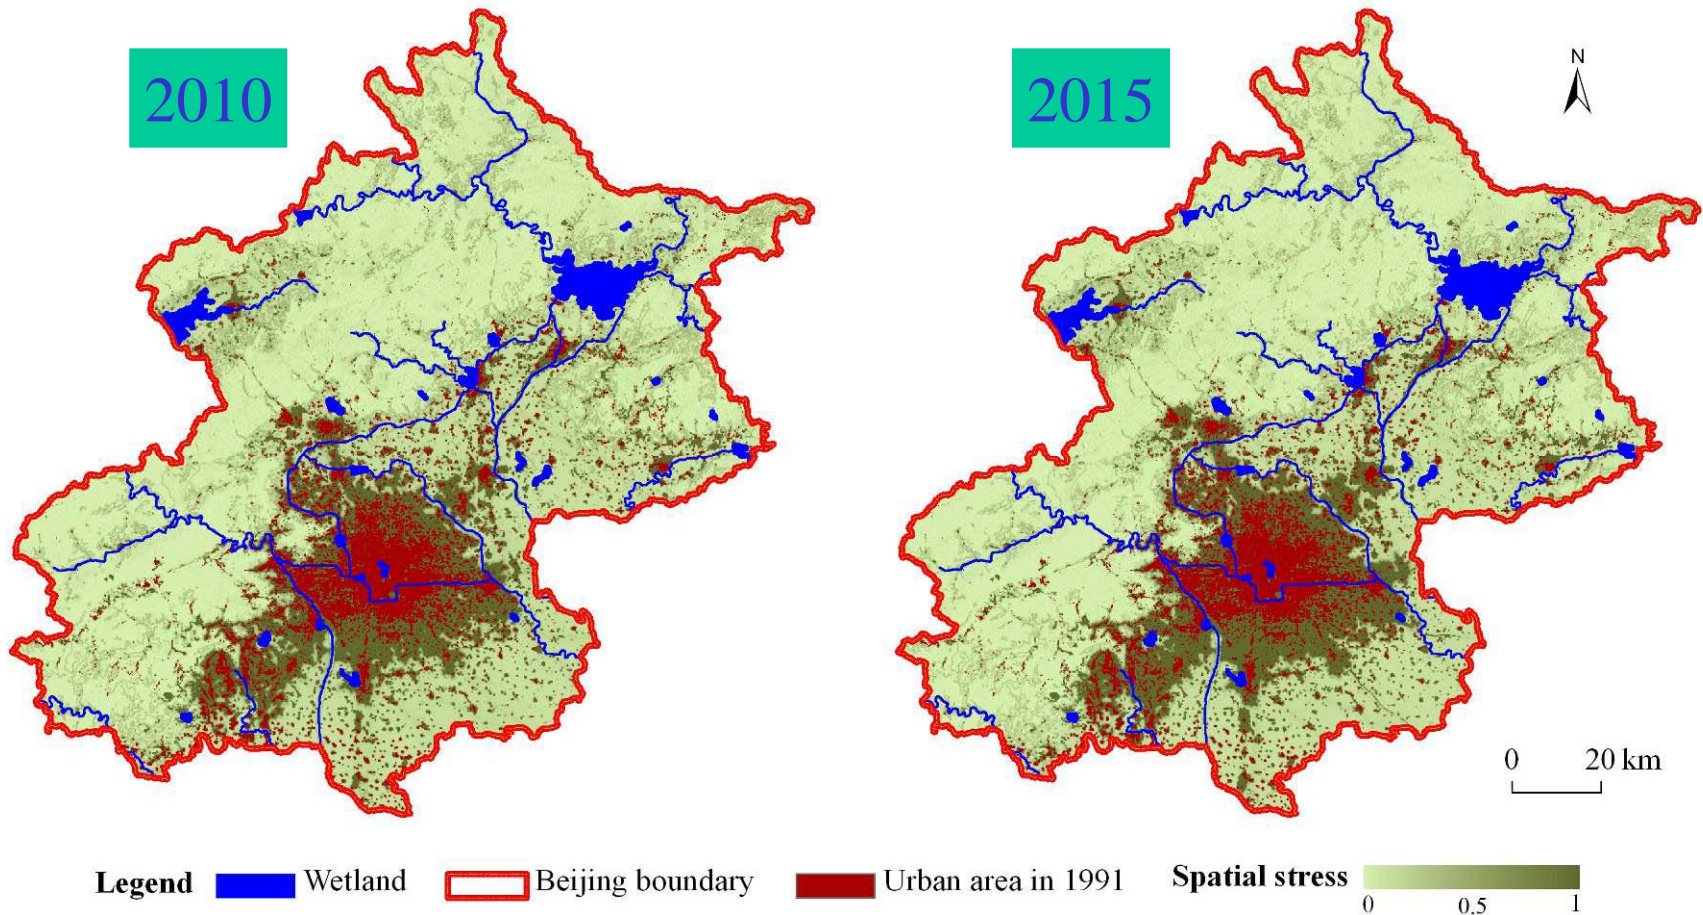 2010
2015
N
0 20 km
Legend Wetland Beijing boundary Urban area in 1991 Spatial stress
0 0.5 1